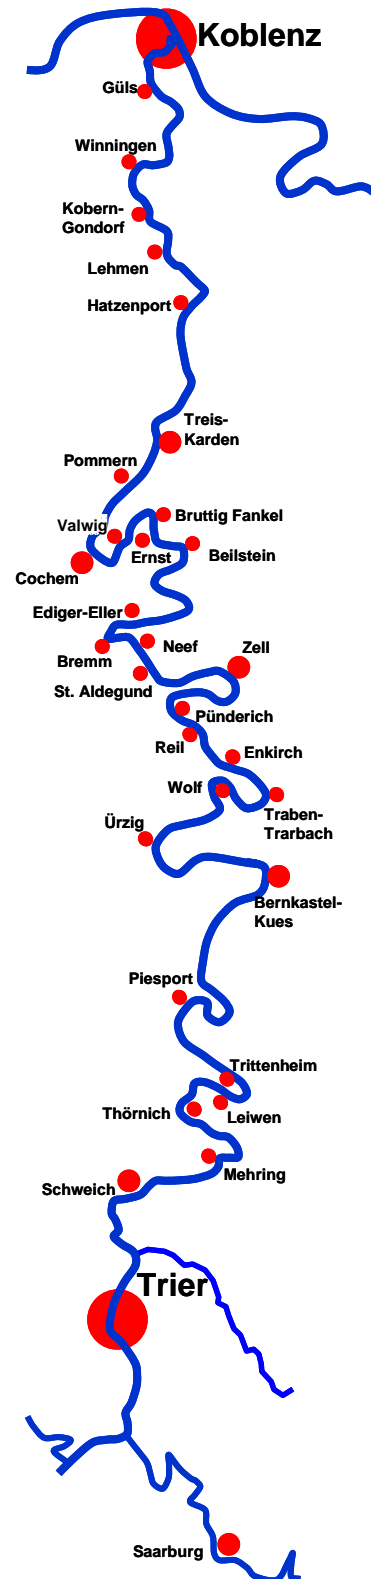 Koblenz
Güls
Winningen
Kobern-
Gondorf
Lehmen
Hatzenport
Treis-
Karden
Pommern
Bruttig Fankel
Valwig
Ernst
Beilstein
Cochem
Ediger-Eller
Neef
Zell
Bremm
St. Aldegund
Pünderich
Reil
Enkirch
Wolf
Traben-
Trarbach
Ürzig
Bernkastel-
Kues
Piesport
Trittenheim
Thörnich
Leiwen
Mehring
Schweich
Trier
Saarburg